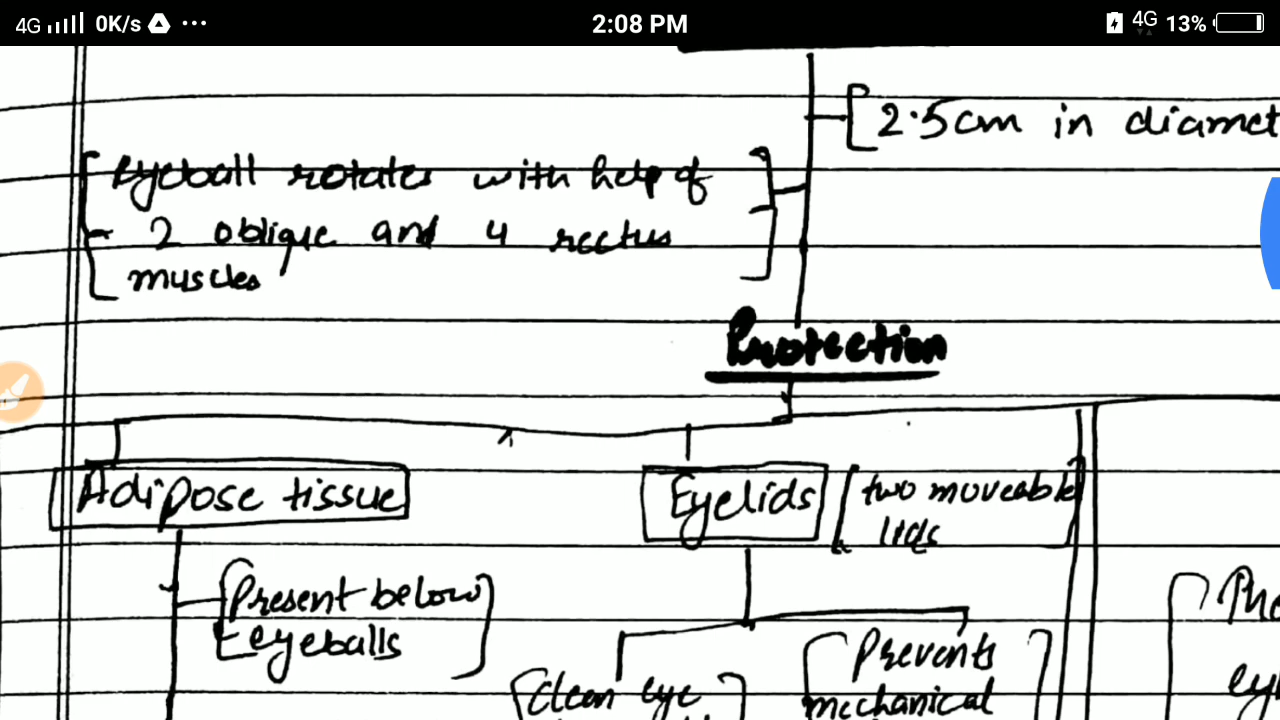 4G 0K/s ... 2:08 PM 4G 13%
[2.5cm in diamet
[Eyeball rotates with help of
2 oblique and 4 rectus
muscles]
Protection
Adipose tissue
Eyelids [two moveable
lids]
[Present below
eyeballs]
[Clean eye
[Prevents
mechanical